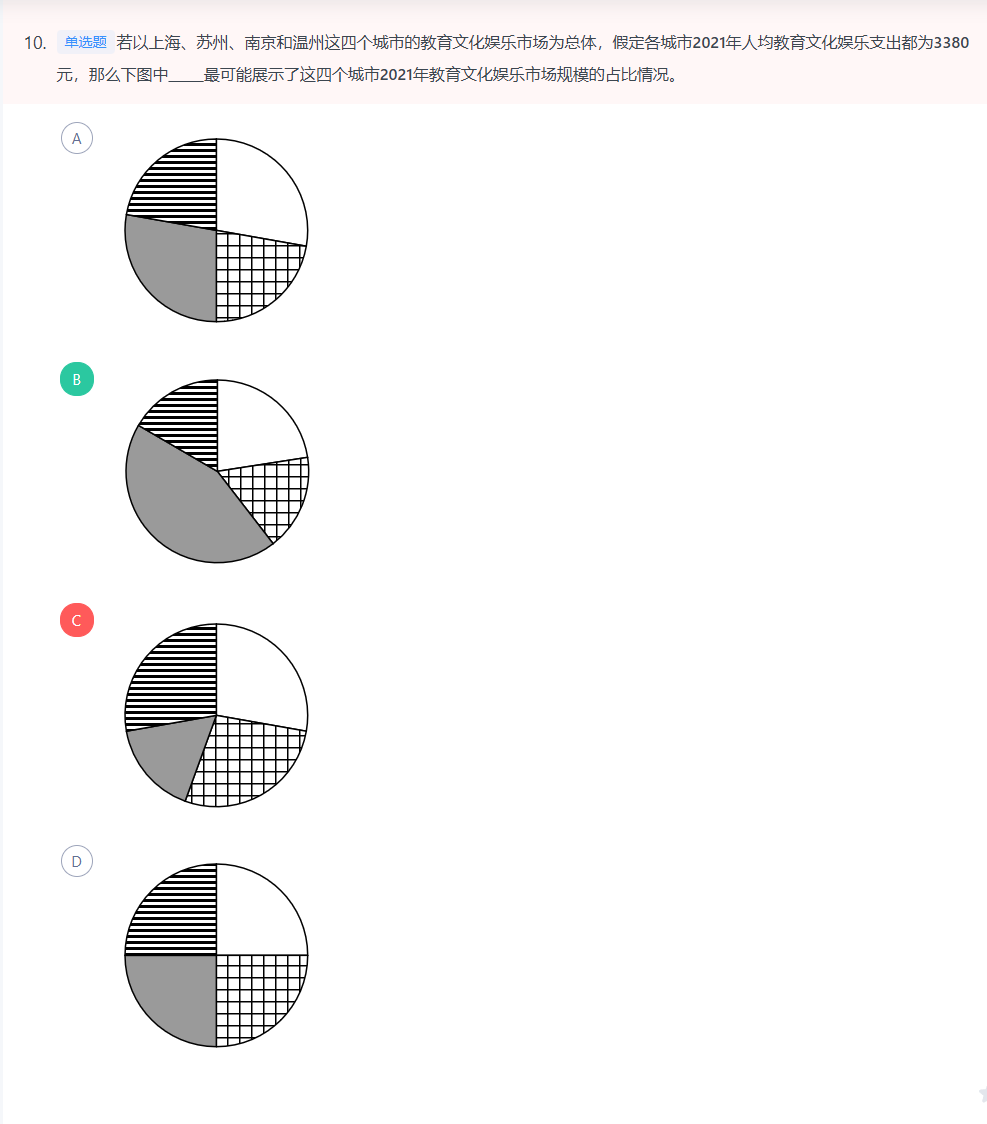 10. 单选题 若以上海、苏州、南京和温州这四个城市的教育文化娱乐市场为总体，假定各城市2021年人均教育文化娱乐支出都为3380
元，那么下图中_____最可能展示了这四个城市2021年教育文化娱乐市场规模的占比情况。
A
B
C
D